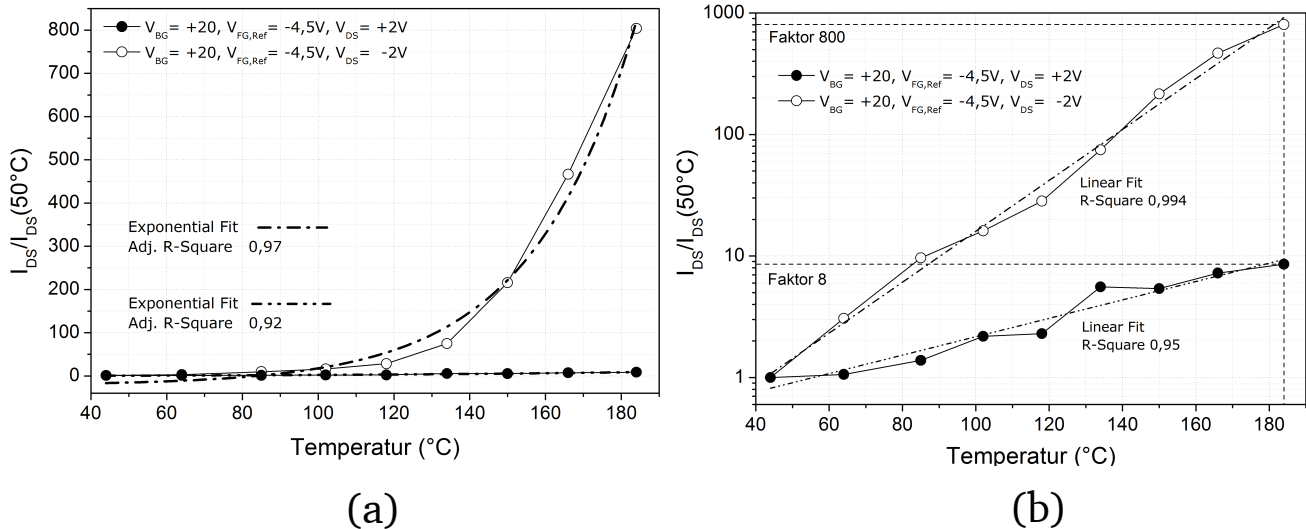 V_BG= +20, V_FG,Ref= -4,5V, V_DS= +2V
V_BG= +20, V_FG,Ref= -4,5V, V_DS= -2V
800
700
600
500
400
300
200
100
0
I_DS/I_DS(50°C)
Exponential Fit
Adj. R-Square 0,97
Exponential Fit
Adj. R-Square 0,92
40 60 80 100 120 140 160 180
Temperatur (°C)
(a)
1000
100
10
1
I_DS/I_DS(50°C)
Faktor 800
V_BG= +20, V_FG,Ref= -4,5V, V_DS= +2V
V_BG= +20, V_FG,Ref= -4,5V, V_DS= -2V
Linear Fit
R-Square 0,994
Faktor 8
Linear Fit
R-Square 0,95
40 60 80 100 120 140 160 180
Temperatur (°C)
(b)